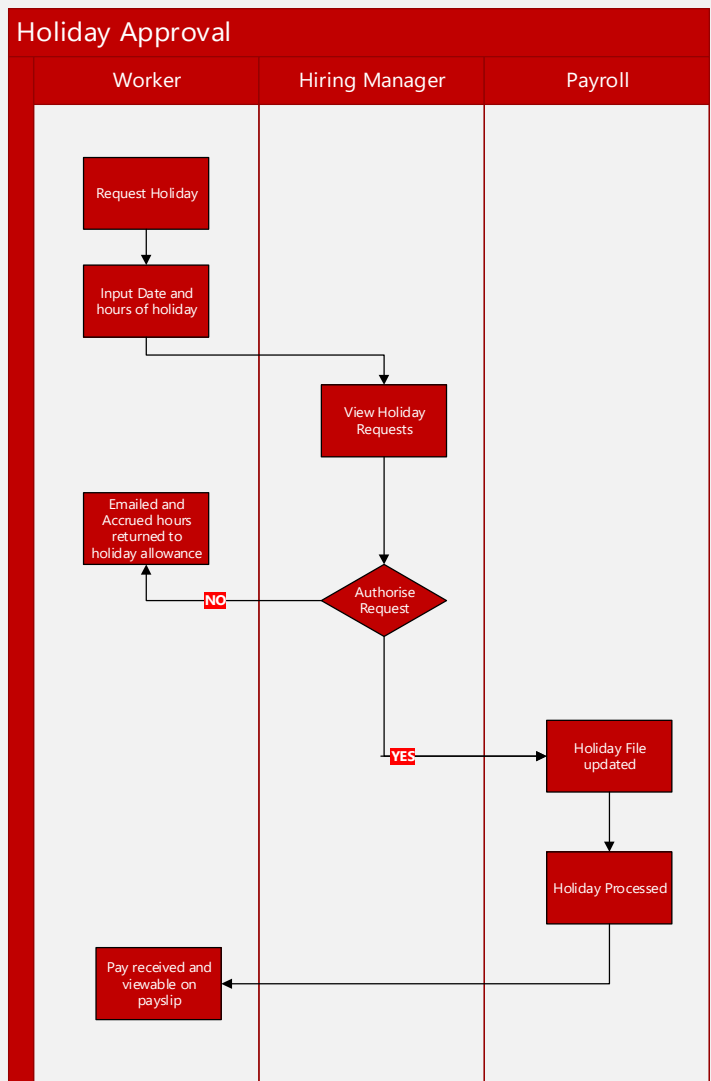 Holiday Approval
Worker
Hiring Manager
Payroll
Request Holiday
Input Date and
hours of holiday
View Holiday
Requests
Emailed and
Accrued hours
returned to
holiday allowance
Authorise
Request
NO
YES
Holiday File
updated
Holiday Processed
Pay received and
viewable on
payslip